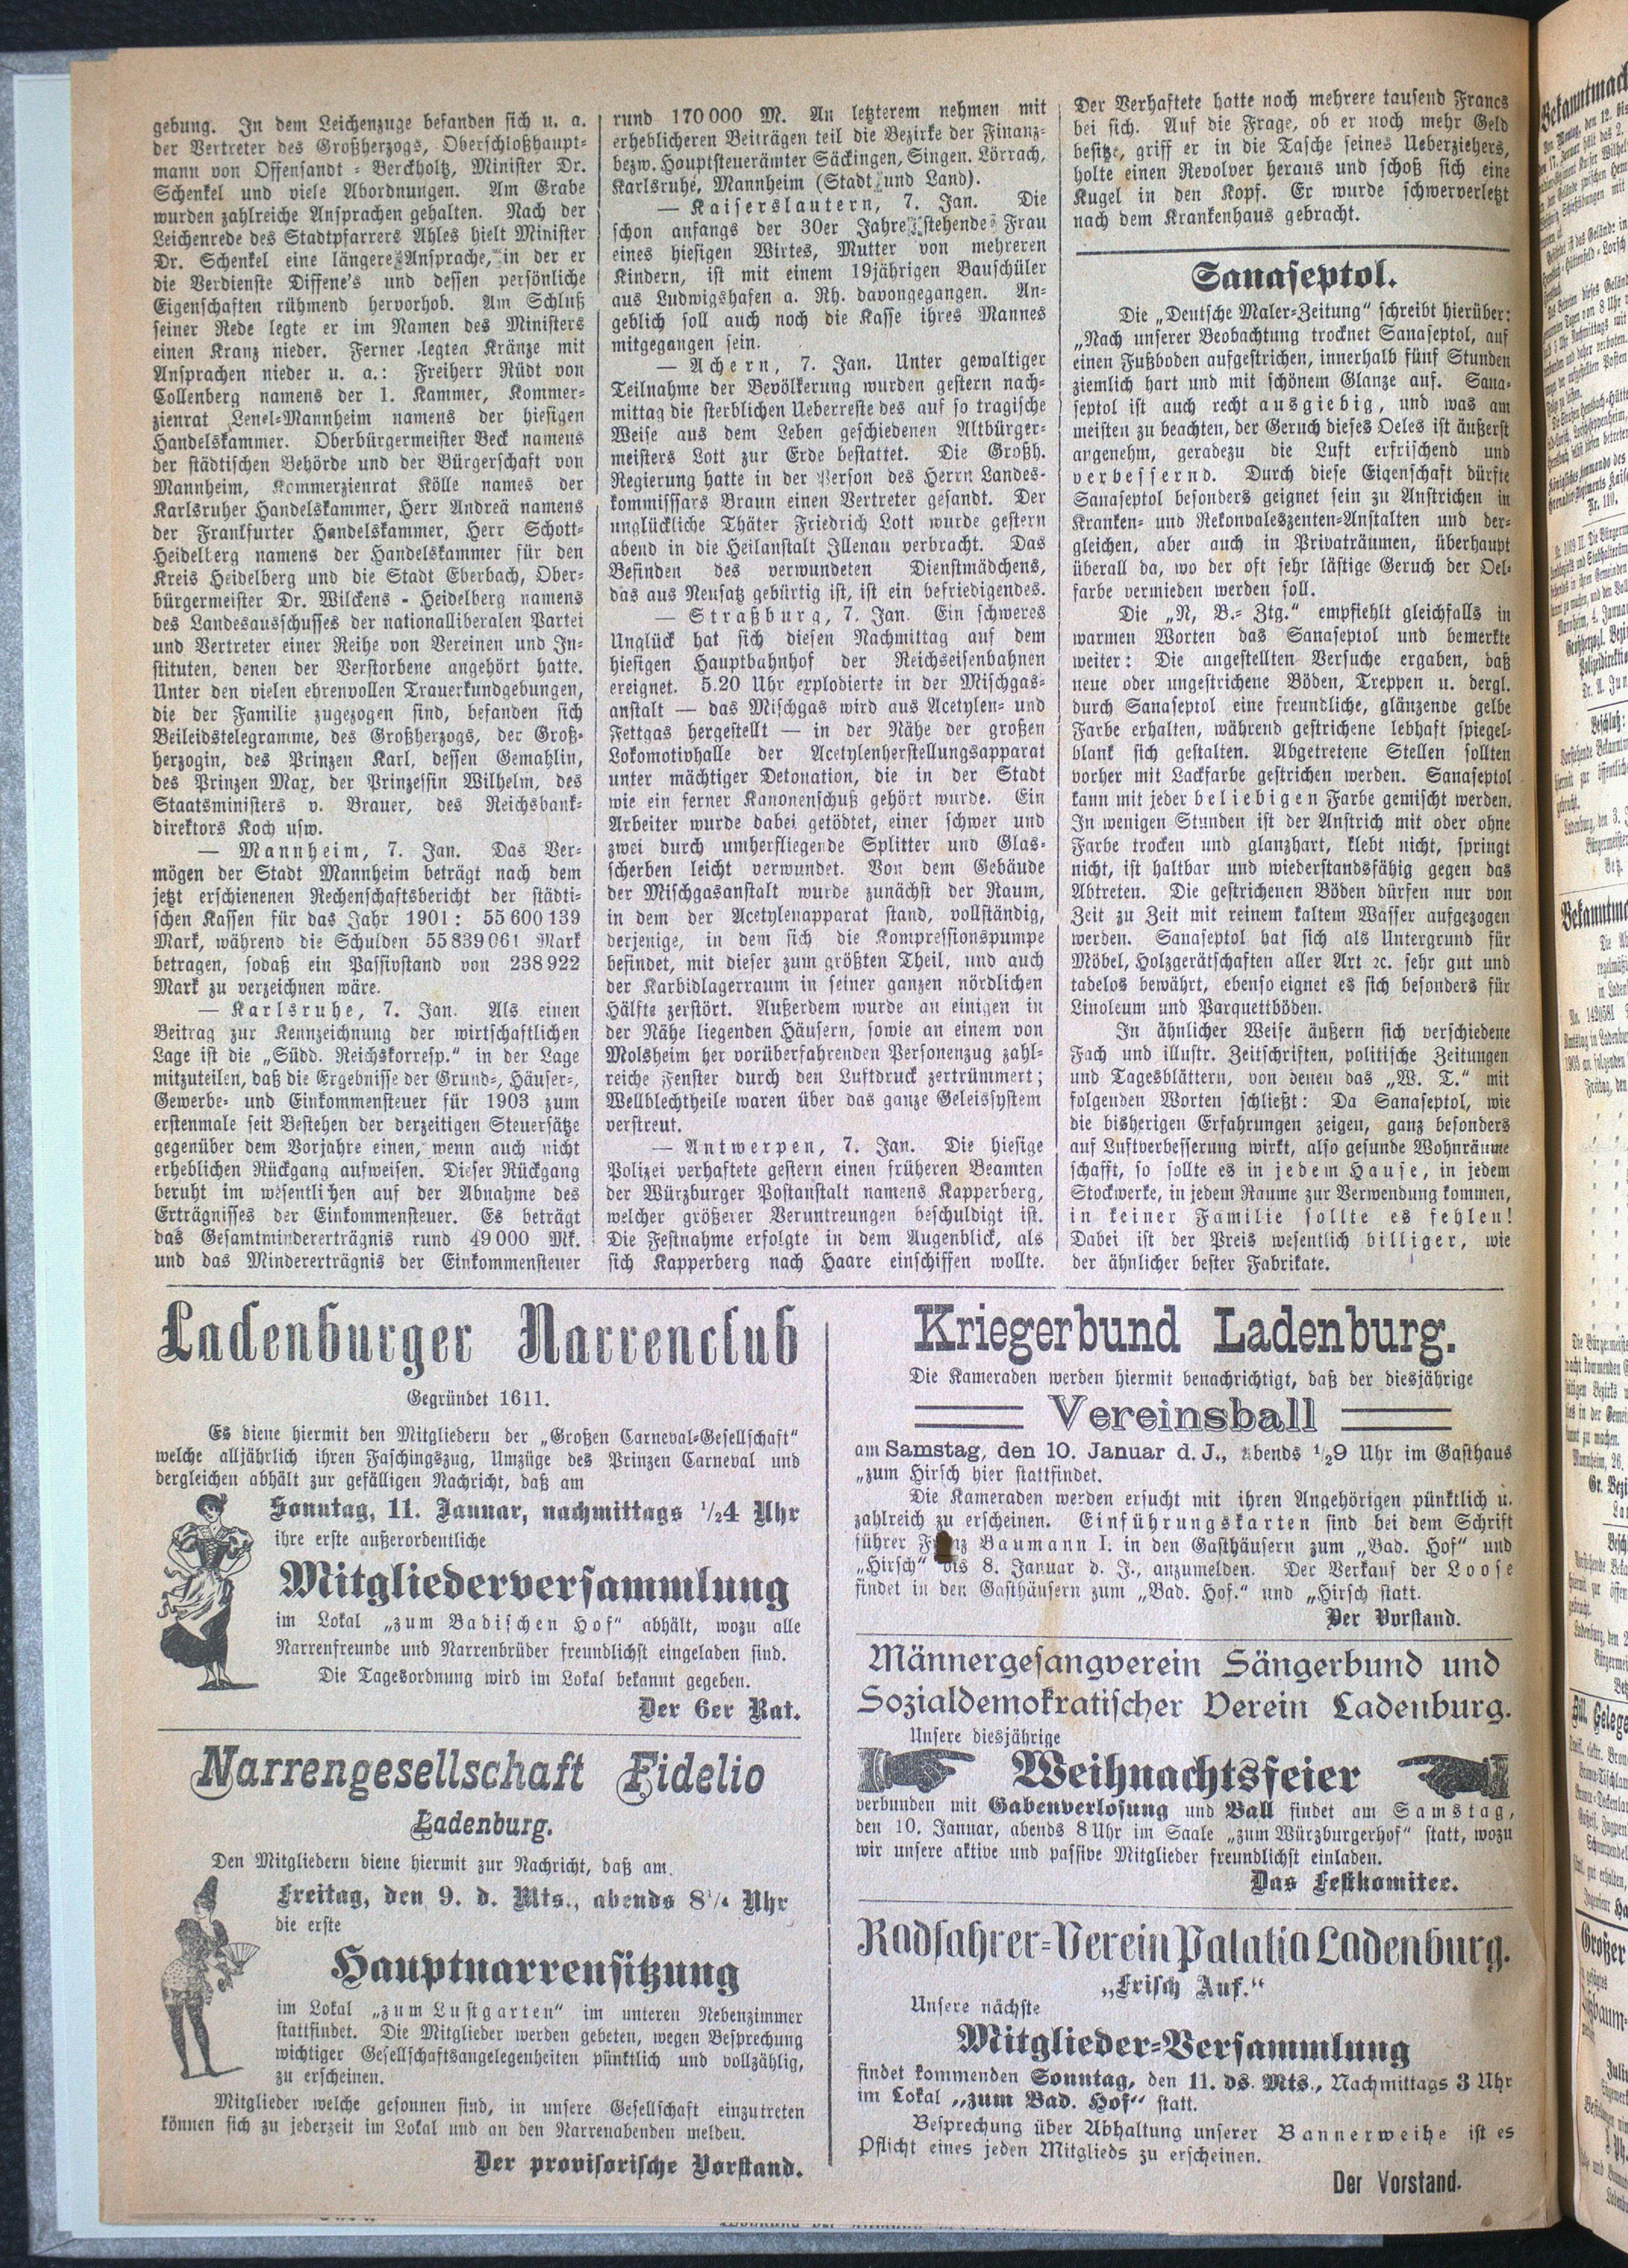 gebung. In dem Leichenzuge befanden sich u. a.
der Vertreter des Großherzogs, Oberschloßhaupt-
mann von Offensandt - Berckholtz, Minister Dr.
Schenkel und viele Abordnungen. Am Grabe
wurden zahlreiche Ansprachen gehalten. Nach der
Leichenrede des Stadtpfarrers Ahles hielt Minister
Dr. Schenkel eine längere Ansprache, in der er
die Verdienste Diffene's und dessen persönliche
Eigenschaften rühmend hervorhob. Am Schluß
seiner Rede legte er im Namen des Ministers
einen Kranz nieder. Ferner legten Kränze mit
Ansprachen nieder u. a.: Freiherr Rüdt von
Collenberg namens der 1. Kammer, Kommer-
zienrat Lenel-Mannheim namens der hiesigen
Handelskammer. Oberbürgermeister Beck namens
der städtischen Behörde und der Bürgerschaft von
Mannheim, Kommerzienrat Kölle names der
Karlsruher Handelskammer, Herr Andreä namens
der Frankfurter Handelskammer, Herr Schott-
Heidelberg namens der Handelskammer für den
Kreis Heidelberg und die Stadt Eberbach, Ober-
bürgermeister Dr. Wilckens - Heidelberg namens
des Landesausschusses der nationalliberalen Partei
und Vertreter einer Reihe von Vereinen und In-
stituten, denen der Verstorbene angehört hatte.
Unter den vielen ehrenvollen Trauerkundgebungen,
die der Familie zugezogen sind, befanden sich
Beileidstelegramme, des Großherzogs, der Groß-
herzogin, des Prinzen Karl, dessen Gemahlin,
des Prinzen Max, der Prinzessin Wilhelm, des
Staatsministers v. Brauer, des Reichsbank-
direktors Koch usw.
— Mannheim, 7. Jan. Das Ver-
mögen der Stadt Mannheim beträgt nach dem
jetzt erschienenen Rechenschaftsbericht der städti-
schen Kassen für das Jahr 1901: 55 600 139
Mark, während die Schulden 55 839 061 Mark
betragen, sodaß ein Passivstand von 238 922
Mark zu verzeichnen wäre.
— Karlsruhe, 7. Jan. Als einen
Beitrag zur Kennzeichnung der wirtschaftlichen
Lage ist die „Südd. Reichskorresp.“ in der Lage
mitzuteilen, daß die Ergebnisse der Grund-, Häuser-,
Gewerbe- und Einkommensteuer für 1903 zum
erstenmale seit Bestehen der derzeitigen Steuersätze
gegenüber dem Vorjahre einen, wenn auch nicht
erheblichen Rückgang aufweisen. Dieser Rückgang
beruht im wesentlichen auf der Abnahme des
Erträgnisses der Einkommensteuer. Es beträgt
das Gesamtmindererträgnis rund 49 000 Mk.
und das Mindererträgnis der Einkommensteuer
rund 170 000 M. An letzterem nehmen mit
erheblicheren Beiträgen teil die Bezirke der Finanz-
bezw. Hauptsteuerämter Säckingen, Singen. Lörrach,
Karlsruhe, Mannheim (Stadt und Land).
— Kaiserslautern, 7. Jan. Die
schon anfangs der 30er Jahre stehende Frau
eines hiesigen Wirtes, Mutter von mehreren
Kindern, ist mit einem 19jährigen Bauschüler
aus Ludwigshafen a. Rh. davongegangen. An-
geblich soll auch noch die Kasse ihres Mannes
mitgegangen sein.
— Achern, 7. Jan. Unter gewaltiger
Teilnahme der Bevölkerung wurden gestern nach-
mittag die sterblichen Ueberreste des auf so tragische
Weise aus dem Leben geschiedenen Altbürger-
meisters Lott zur Erde bestattet. Die Großh.
Regierung hatte in der Person des Herrn Landes-
kommissars Braun einen Vertreter gesandt. Der
unglückliche Thäter Friedrich Lott wurde gestern
abend in die Heilanstalt Illenau verbracht. Das
Befinden des verwundeten Dienstmädchens,
das aus Neusatz gebürtig ist, ist ein befriedigendes.
— Straßburg, 7. Jan. Ein schweres
Unglück hat sich diesen Nachmittag auf dem
hiesigen Hauptbahnhof der Reichseisenbahnen
ereignet. 5.20 Uhr explodierte in der Mischgas-
anstalt — das Mischgas wird aus Acetylen- und
Fettgas hergestellt — in der Nähe der großen
Lokomotivhalle der Acetylenherstellungsapparat
unter mächtiger Detonation, die in der Stadt
wie ein ferner Kanonenschuß gehört wurde. Ein
Arbeiter wurde dabei getödtet, einer schwer und
zwei durch umherfliegende Splitter und Glas-
scherben leicht verwundet. Von dem Gebäude
der Mischgasanstalt wurde zunächst der Raum,
in dem der Acetylenapparat stand, vollständig,
derjenige, in dem sich die Kompressionspumpe
befindet, mit dieser zum größten Theil, und auch
der Karbidlagerraum in seiner ganzen nördlichen
Hälfte zerstört. Außerdem wurde an einigen in
der Nähe liegenden Häusern, sowie an einem von
Molsheim her vorüberfahrenden Personenzug zahl-
reiche Fenster durch den Luftdruck zertrümmert;
Wellblechtheile waren über das ganze Geleissystem
verstreut.
— Antwerpen, 7. Jan. Die hiesige
Polizei verhaftete gestern einen früheren Beamten
der Würzburger Postanstalt namens Kapperberg,
welcher größerer Veruntreungen beschuldigt ist.
Die Festnahme erfolgte in dem Augenblick, als
sich Kapperberg nach Haare einschiffen wollte.
Der Verhaftete hatte noch mehrere tausend Francs
bei sich. Auf die Frage, ob er noch mehr Geld
besitze, griff er in die Tasche seines Ueberziehers,
holte einen Revolver heraus und schoß sich eine
Kugel in den Kopf. Er wurde schwerverletzt
nach dem Krankenhaus gebracht.
Sanaseptol.
Die „Deutsche Maler-Zeitung“ schreibt hierüber:
„Nach unserer Beobachtung trocknet Sanaseptol, auf
einen Fußboden aufgestrichen, innerhalb fünf Stunden
ziemlich hart und mit schönem Glanze auf. Sana-
septol ist auch recht ausgiebig, und was am
meisten zu beachten, der Geruch dieses Oeles ist äußerst
angenehm, geradezu die Luft erfrischend und
verbessernd. Durch diese Eigenschaft dürfte
Sanaseptol besonders geeignet sein zu Anstrichen in
Kranken- und Rekonvaleszenten-Anstalten und der-
gleichen, aber auch in Privaträumen, überhaupt
überall da, wo der oft sehr lästige Geruch der Oel-
farbe vermieden werden soll.
Die „N, B.- Ztg.“ empfiehlt gleichfalls in
warmen Worten das Sanaseptol und bemerkte
weiter: Die angestellten Versuche ergaben, daß
neue oder ungestrichene Böden, Treppen u. dergl.
durch Sanaseptol eine freundliche, glänzende gelbe
Farbe erhalten, während gestrichene lebhaft spiegel-
blank sich gestalten. Abgetretene Stellen sollten
vorher mit Lackfarbe gestrichen werden. Sanaseptol
kann mit jeder beliebigen Farbe gemischt werden.
In wenigen Stunden ist der Anstrich mit oder ohne
Farbe trocken und glanzhart, klebt nicht, springt
nicht, ist haltbar und wiederstandsfähig gegen das
Abtreten. Die gestrichenen Böden dürfen nur von
Zeit zu Zeit mit reinem kaltem Wasser aufgezogen
werden. Sanaseptol hat sich als Untergrund für
Möbel, Holzgerätschaften aller Art ꝛc. sehr gut und
tadelos bewährt, ebenso eignet es sich besonders für
Linoleum und Parquettböden.
In ähnlicher Weise äußern sich verschiedene
Fach und illustr. Zeitschriften, politische Zeitungen
und Tagesblättern, von denen das „W. T.“ mit
folgenden Worten schließt: Da Sanaseptol, wie
die bisherigen Erfahrungen zeigen, ganz besonders
auf Luftverbesserung wirkt, also gesunde Wohnräume
schafft, so sollte es in jedem Hause, in jedem
Stockwerke, in jedem Raume zur Verwendung kommen,
in keiner Familie sollte es fehlen!
Dabei ist der Preis wesentlich billiger, wie
der ähnlicher bester Fabrikate.
Ladenburger Narrenclub
Gegründet 1611.
Es diene hiermit den Mitgliedern der „Großen Carneval-Gesellschaft“
welche alljährlich ihren Faschingszug, Umzüge des Prinzen Carneval und
dergleichen abhält zur gefälligen Nachricht, daß am
Sonntag, 11. Januar, nachmittags 1/24 Uhr
ihre erste außerordentliche
Mitgliederversammlung
im Lokal „zum Badischen Hof“ abhält, wozu alle
Narrenfreunde und Narrenbrüder freundlichst eingeladen sind.
Die Tagesordnung wird im Lokal bekannt gegeben.
Der 6er Rat.
Narrengesellschaft Fidelio
Ladenburg.
Den Mitgliedern diene hiermit zur Nachricht, daß am
Freitag, den 9. d. Mts., abends 8 1/4 Uhr
die erste
Hauptnarrensitzung
im Lokal „zum Lustgarten“ im unteren Nebenzimmer
stattfindet. Die Mitglieder werden gebeten, wegen Besprechung
wichtiger Gesellschaftsangelegenheiten pünktlich und vollzählig,
zu erscheinen.
Mitglieder welche gesonnen sind, in unsere Gesellschaft einzutreten
können sich zu jederzeit im Lokal und an den Narrenabenden melden.
Der provisorische Vorstand.
Kriegerbund Ladenburg.
Die Kameraden werden hiermit benachrichtigt, daß der diesjährige
Vereinsball
am Samstag, den 10. Januar d. J., abends 1/29 Uhr im Gasthaus
„zum Hirsch hier stattfindet.
Die Kameraden werden ersucht mit ihren Angehörigen pünktlich u.
zahlreich zu erscheinen. Einführungskarten sind bei dem Schrift
führer Franz Baumann I. in den Gasthäusern zum „Bad. Hof“ und
„Hirsch“ bis 8. Januar d. J., anzumelden. Der Verkauf der Loose
findet in den Gasthäusern zum „Bad. Hof.“ und „Hirsch statt.
Der Vorstand.
Männergesangverein Sängerbund und
Sozialdemokratischer Verein Ladenburg.
Unsere diesjährige
Weihnachtsfeier
verbunden mit Gabenverlosung und Ball findet am Samstag,
den 10. Januar, abends 8 Uhr im Saale „zum Würzburgerhof“ statt, wozu
wir unsere aktive und passive Mitglieder freundlichst einladen.
Das Festkomitee.
Radfahrer-Verein Palatia Ladenburg.
„Frisch Auf.“
Unsere nächste
Mitglieder-Versammlung
findet kommenden Sonntag, den 11. ds. Mts., Nachmittags 3 Uhr
im Lokal „zum Bad. Hof“ statt.
Besprechung über Abhaltung unserer Bannerweihe ist es
Pflicht eines jeden Mitglieds zu erscheinen.
Der Vorstand.